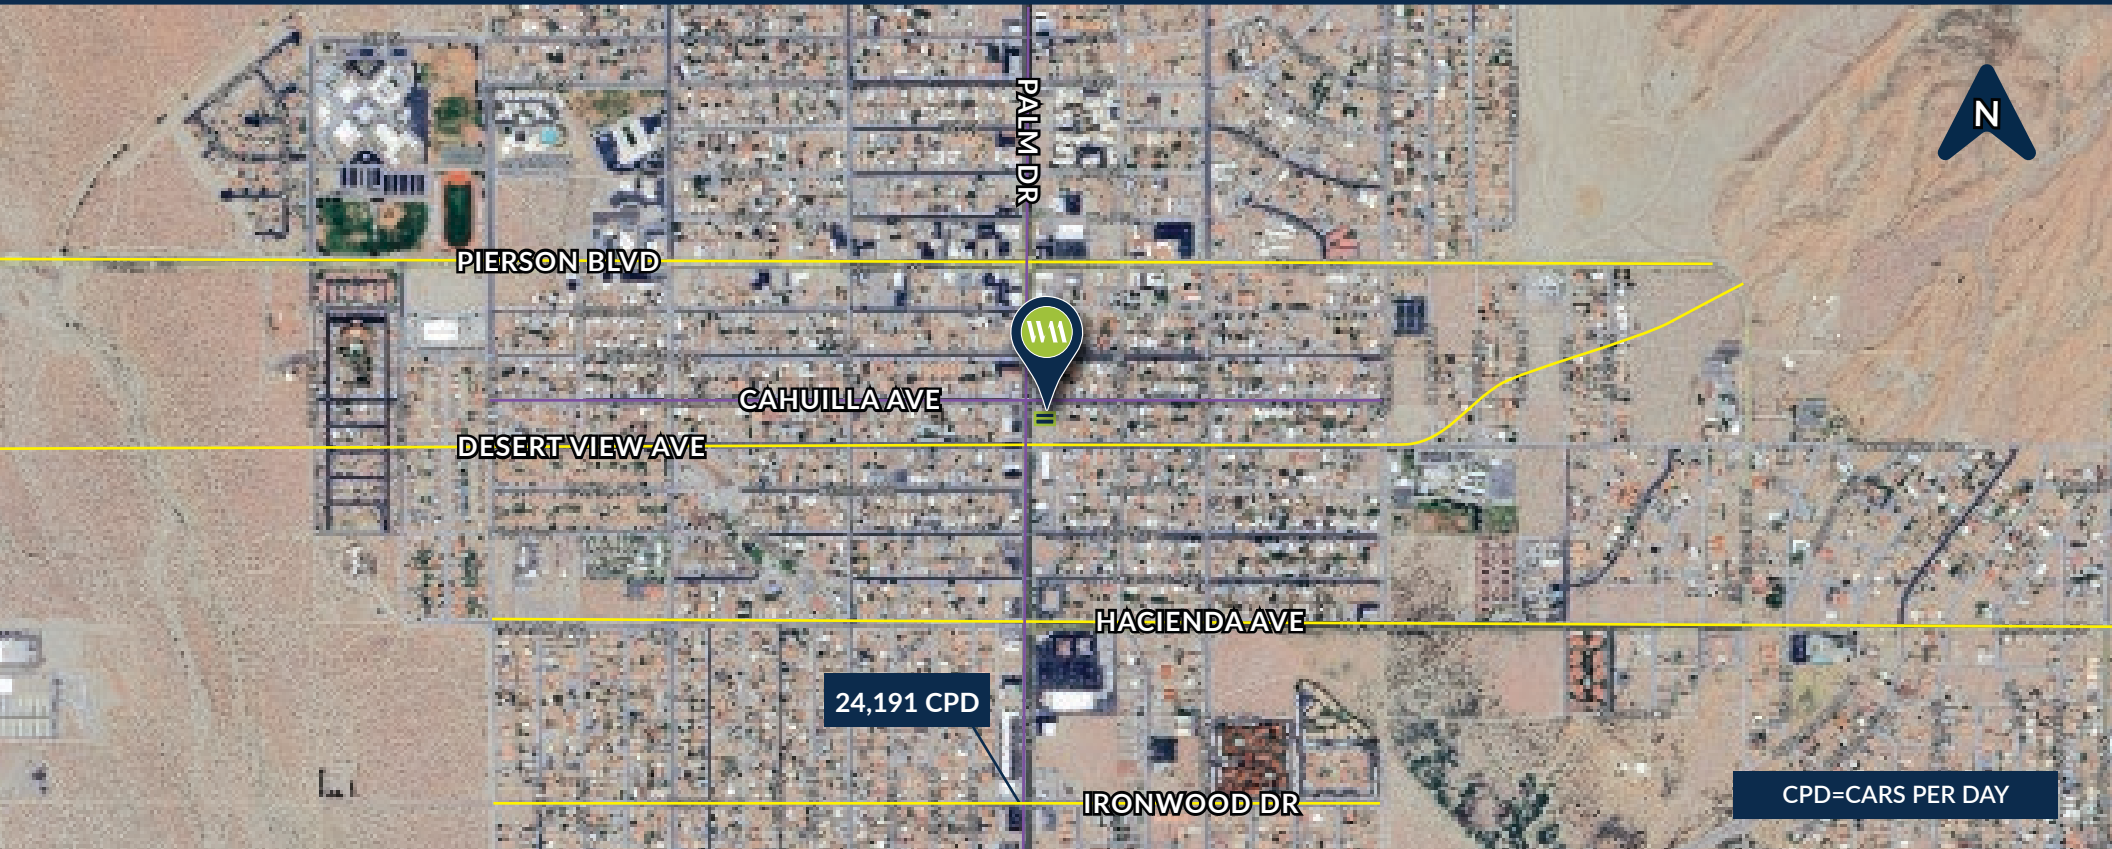 PALM DR
N
PIERSON BLVD
CAHUILLA AVE
DESERT VIEW AVE
HACIENDA AVE
24,191 CPD
CPD=CARS PER DAY
IRONWOOD DR